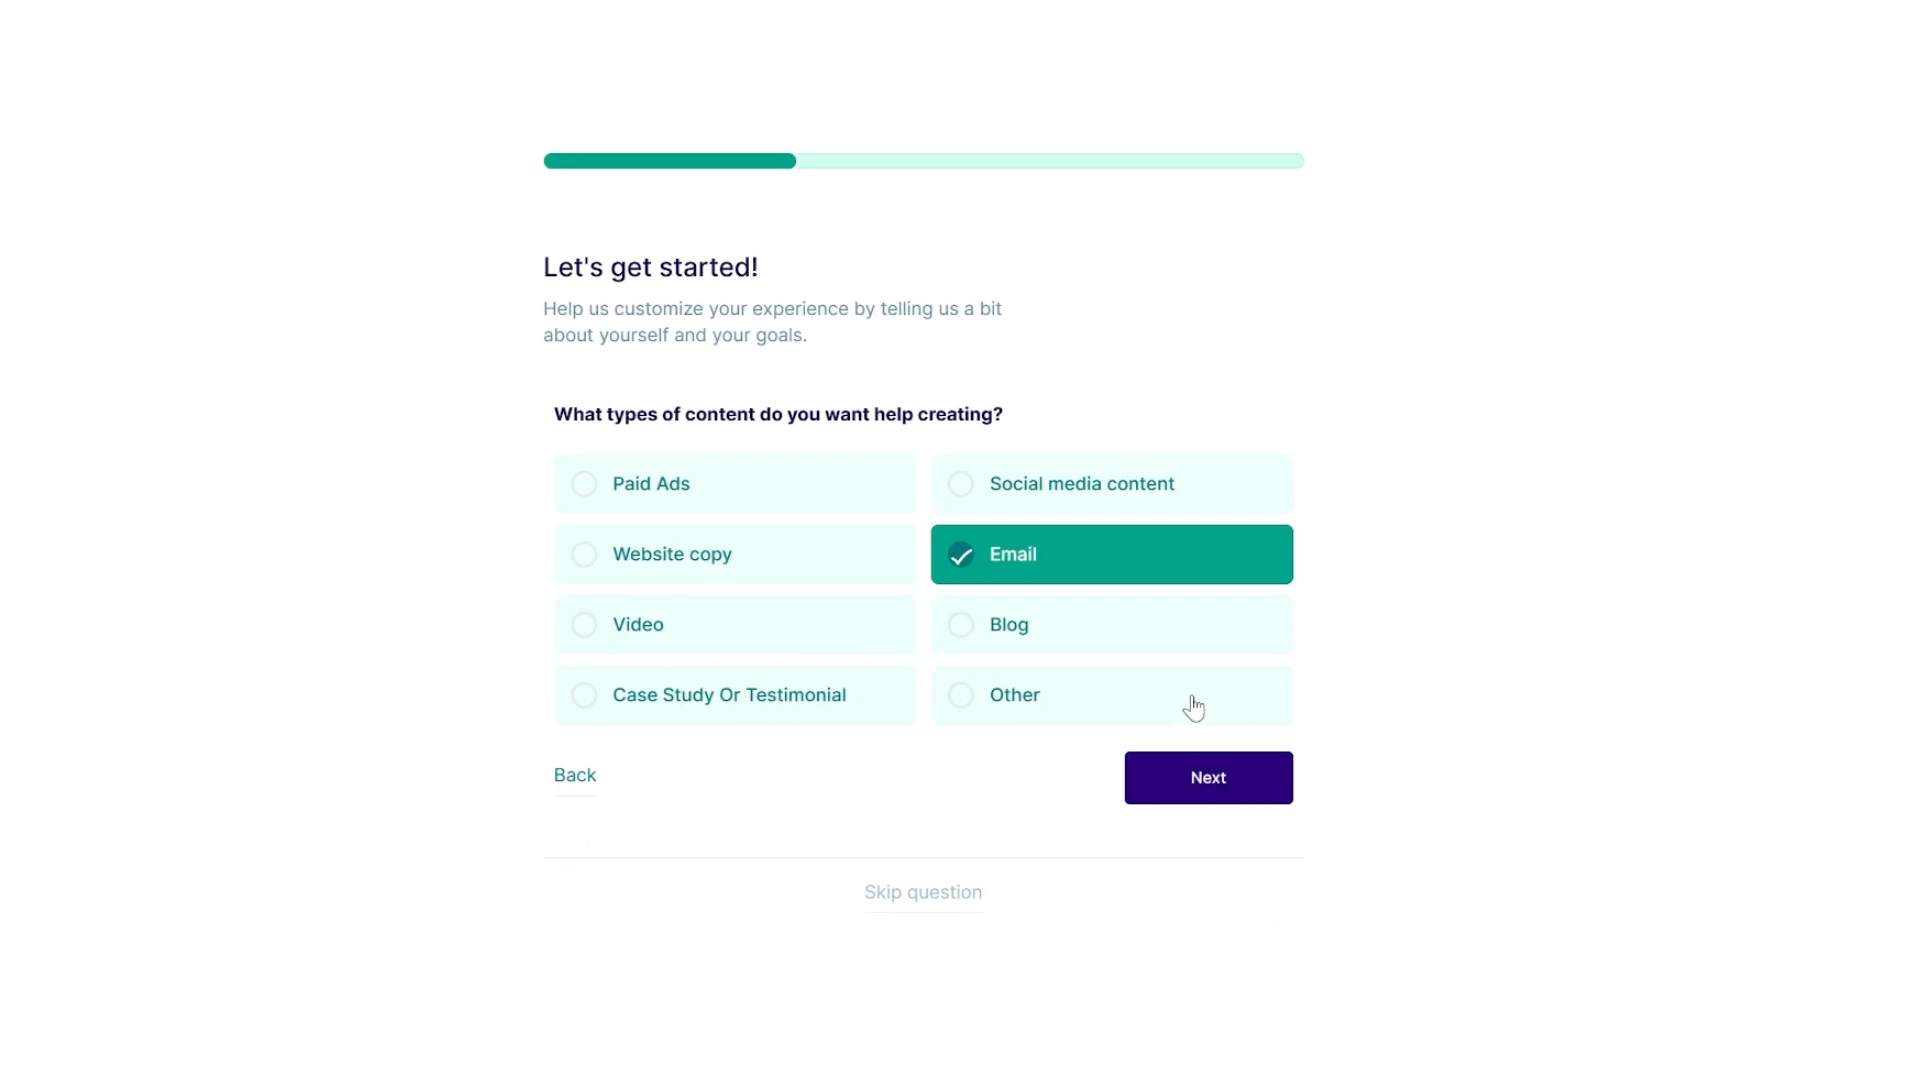 Let's get started!
Help us customize your experience by telling us a bit
about yourself and your goals.
What types of content do you want help creating?
Paid Ads
Social media content
Website copy
Email
Video
Blog
Case Study Or Testimonial
Other
Back
Next
Skip question